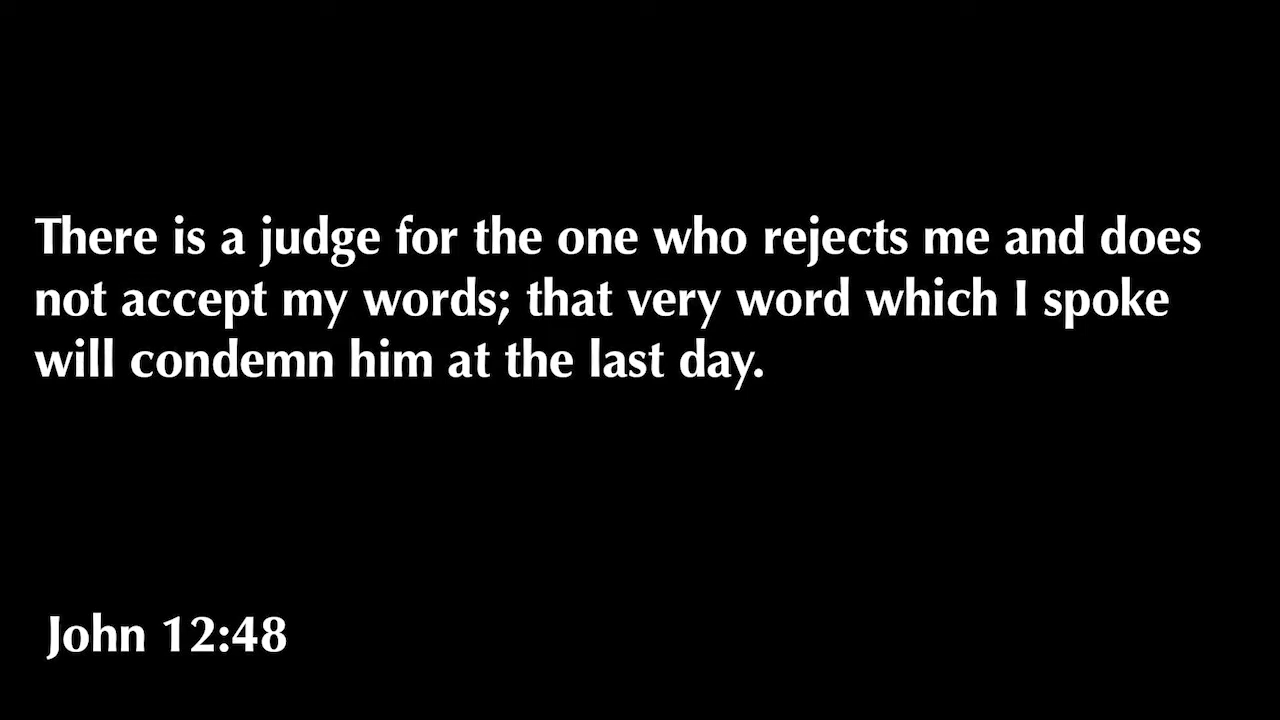 There is a judge for the one who rejects me and does
not accept my words; that very word which I spoke
will condemn him at the last day.
John 12:48